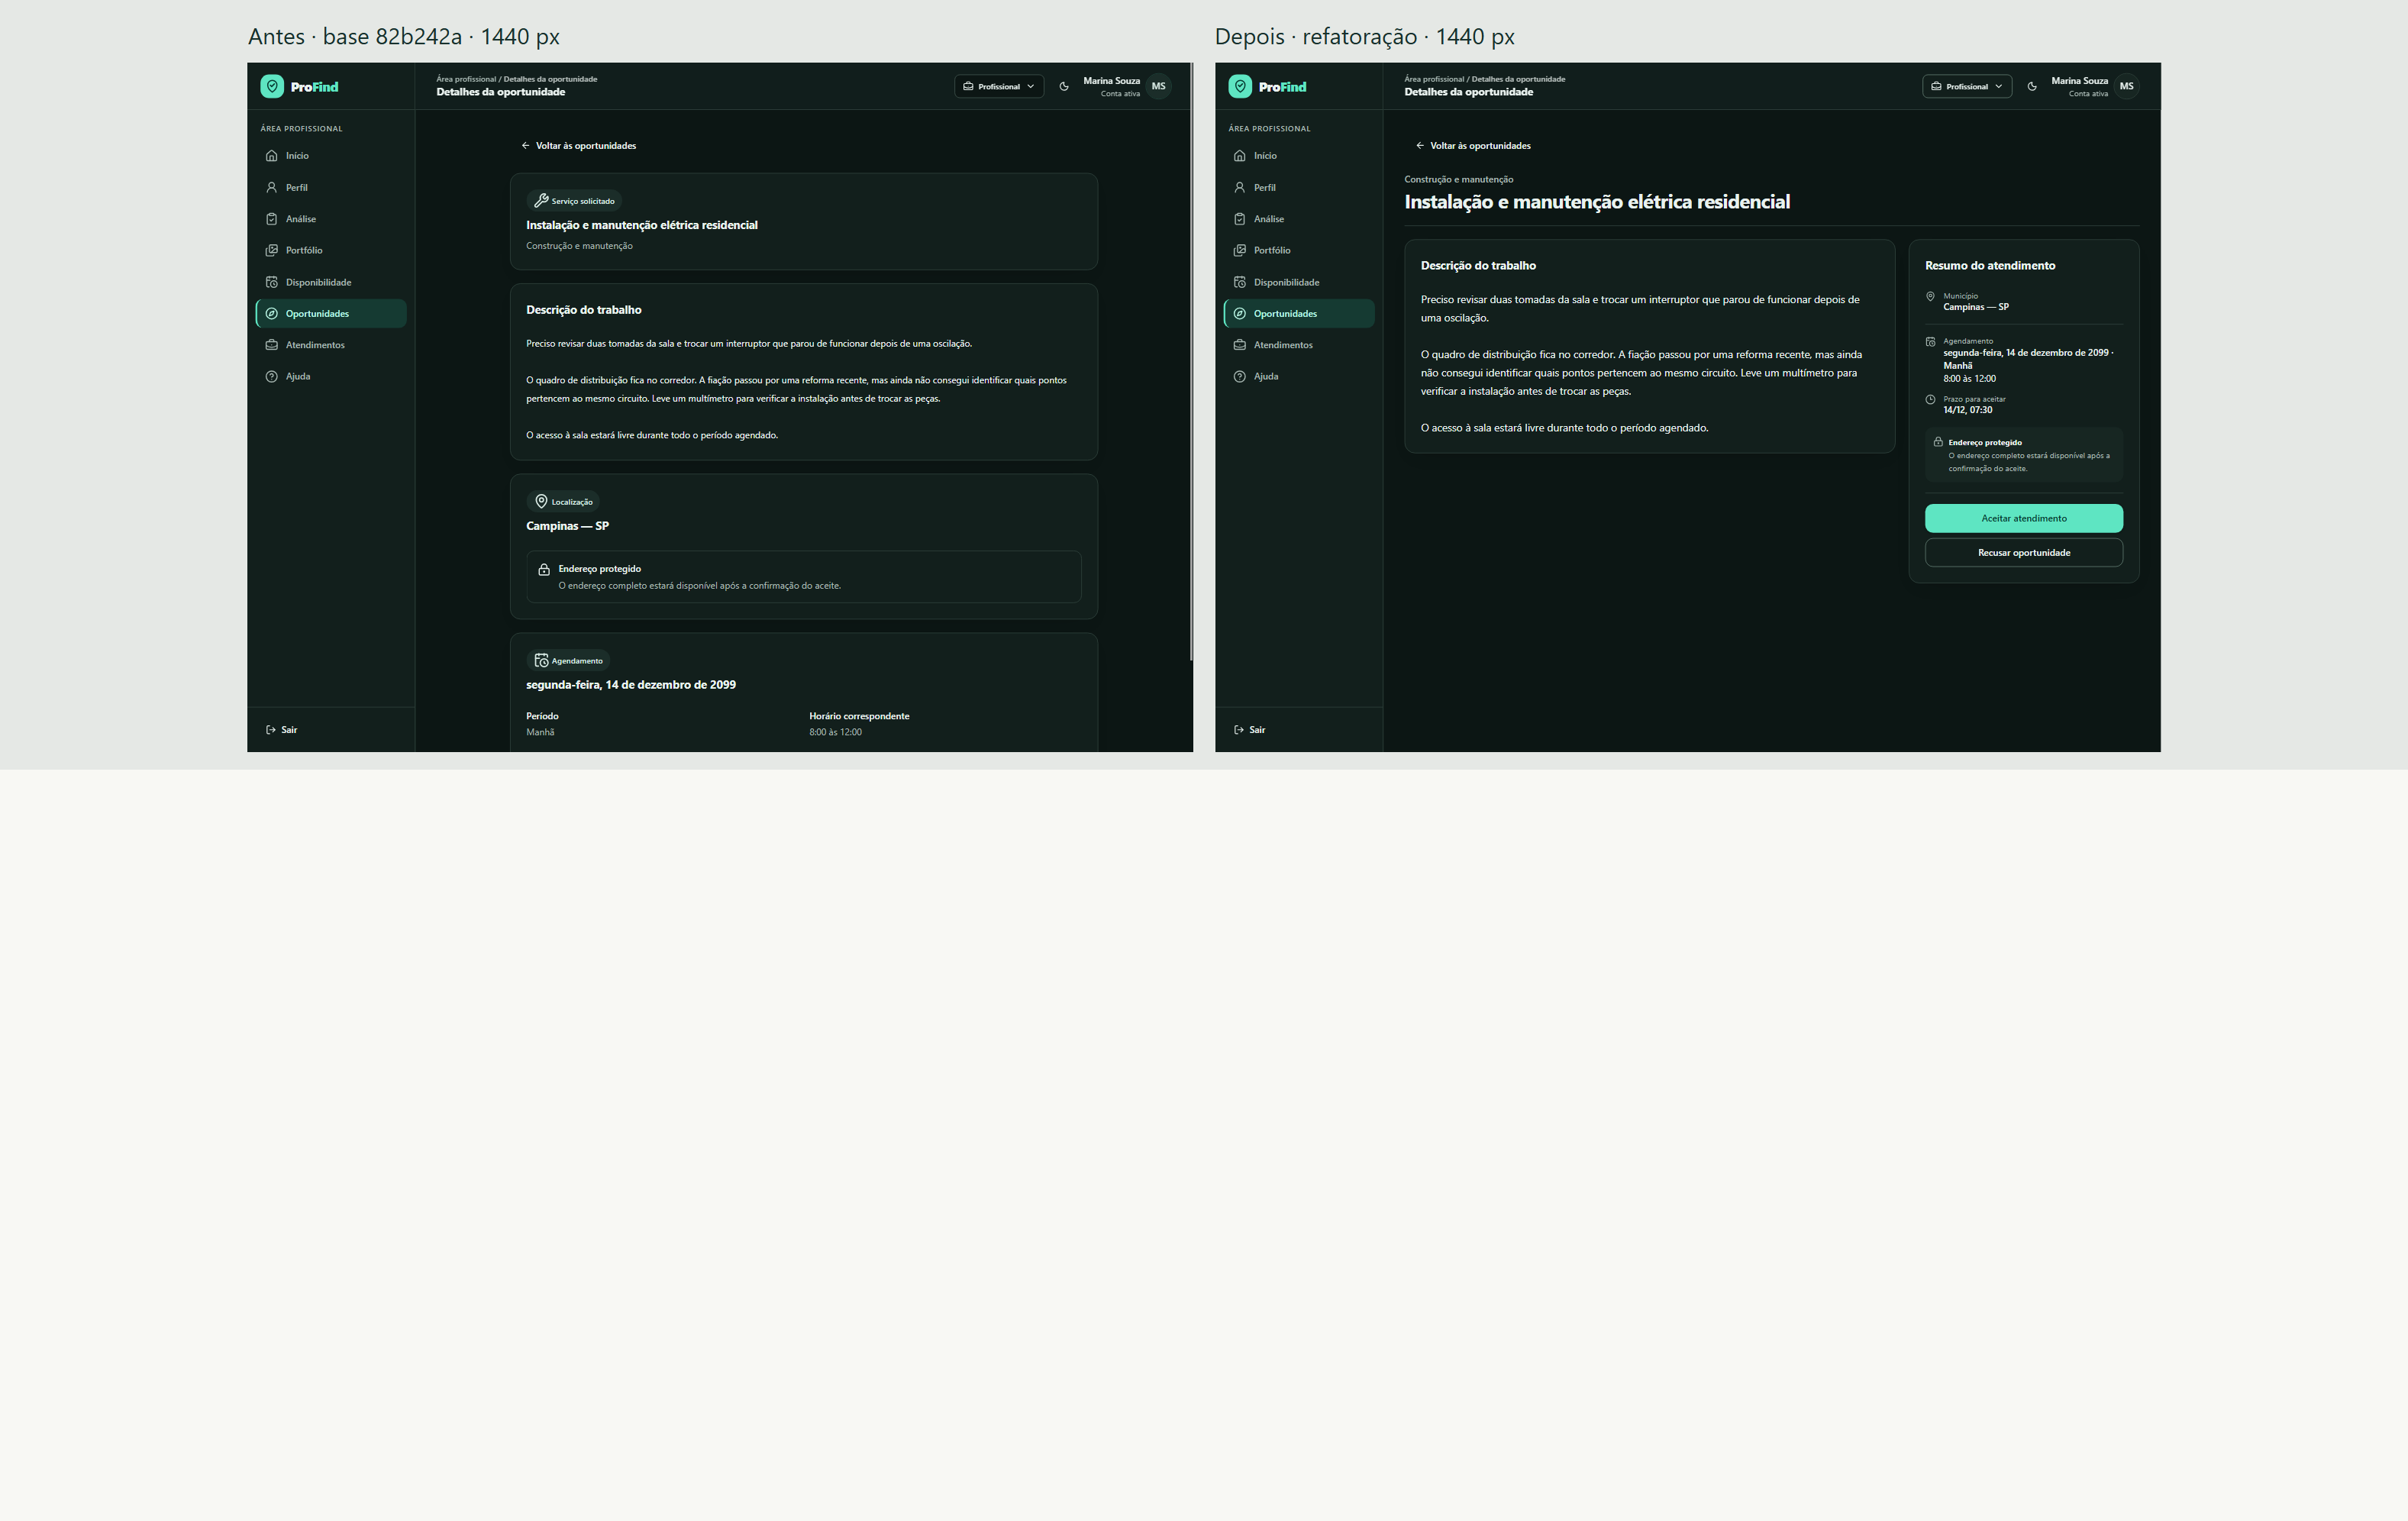 Antes · base 82b242a · 1440 px
ProFind
Área profissional / Detalhes da oportunidade
Detalhes da oportunidade
Profissional
Marina Souza
Conta ativa
MS
ÁREA PROFISSIONAL
Início
Perfil
Análise
Portfólio
Disponibilidade
Oportunidades
Atendimentos
Ajuda
Sair
Voltar às oportunidades
Serviço solicitado
Instalação e manutenção elétrica residencial
Construção e manutenção
Descrição do trabalho
Preciso revisar duas tomadas da sala e trocar um interruptor que parou de funcionar depois de uma oscilação.
O quadro de distribuição fica no corredor. A fiação passou por uma reforma recente, mas ainda não consegui identificar quais pontos
pertencem ao mesmo circuito. Leve um multímetro para verificar a instalação antes de trocar as peças.
O acesso à sala estará livre durante todo o período agendado.
Localização
Campinas — SP
Endereço protegido
O endereço completo estará disponível após a confirmação do aceite.
Agendamento
segunda-feira, 14 de dezembro de 2099
Período
Manhã
Horário correspondente
8:00 às 12:00
Depois · refatoração · 1440 px
ProFind
Área profissional / Detalhes da oportunidade
Detalhes da oportunidade
Profissional
Marina Souza
Conta ativa
MS
ÁREA PROFISSIONAL
Início
Perfil
Análise
Portfólio
Disponibilidade
Oportunidades
Atendimentos
Ajuda
Sair
Voltar às oportunidades
Construção e manutenção
Instalação e manutenção elétrica residencial
Descrição do trabalho
Preciso revisar duas tomadas da sala e trocar um interruptor que parou de funcionar depois de
uma oscilação.
O quadro de distribuição fica no corredor. A fiação passou por uma reforma recente, mas ainda
não consegui identificar quais pontos pertencem ao mesmo circuito. Leve um multímetro para
verificar a instalação antes de trocar as peças.
O acesso à sala estará livre durante todo o período agendado.
Resumo do atendimento
Município
Campinas — SP
Agendamento
segunda-feira, 14 de dezembro de 2099 ·
Manhã
8:00 às 12:00
Prazo para aceitar
14/12, 07:30
Endereço protegido
O endereço completo estará disponível após a
confirmação do aceite.
Aceitar atendimento
Recusar oportunidade